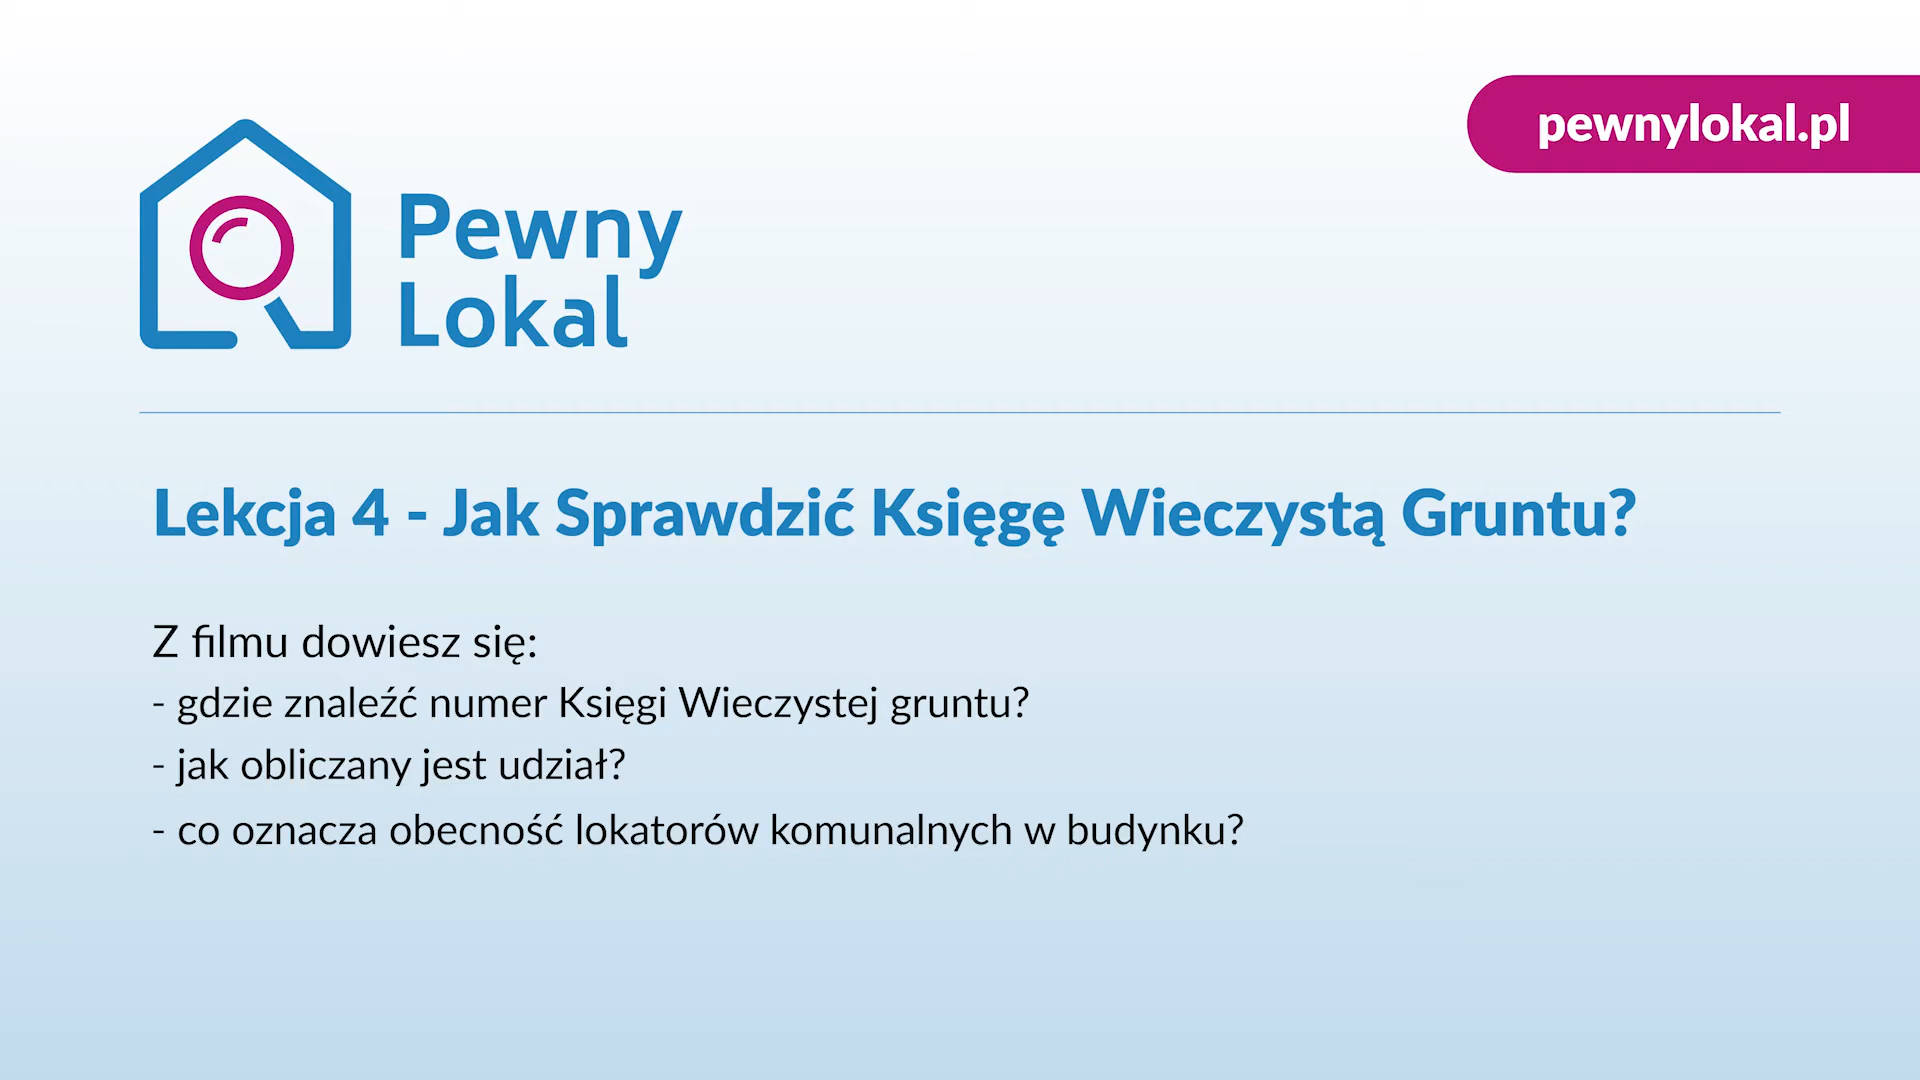 pewnylokal.pl
Pewny
Lokal
Lekcja 4 - Jak Sprawdzić Księgę Wieczystą Gruntu?
Z filmu dowiesz się:
- gdzie znaleźć numer Księgi Wieczystej gruntu?
- jak obliczany jest udział?
- co oznacza obecność lokatorów komunalnych w budynku?